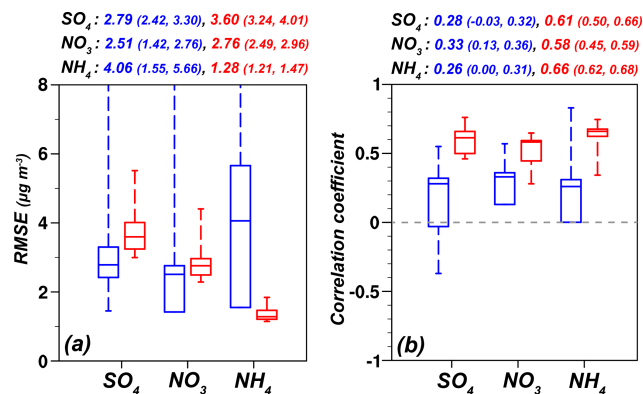 SO₄ : 2.79 (2.42, 3.30), 3.60 (3.24, 4.01)
NO₃ : 2.51 (1.42, 2.76), 2.76 (2.49, 2.96)
NH₄ : 4.06 (1.55, 5.66), 1.28 (1.21, 1.47)
8
6
4
2
0
RMSE (µg m⁻³)
(a)
SO₄ NO₃ NH₄
SO₄ : 0.28 (-0.03, 0.32), 0.61 (0.50, 0.66)
NO₃ : 0.33 (0.13, 0.36), 0.58 (0.45, 0.59)
NH₄ : 0.26 (0.00, 0.31), 0.66 (0.62, 0.68)
1
0.5
0
-0.5
-1
Correlation coefficient
(b)
SO₄ NO₃ NH₄